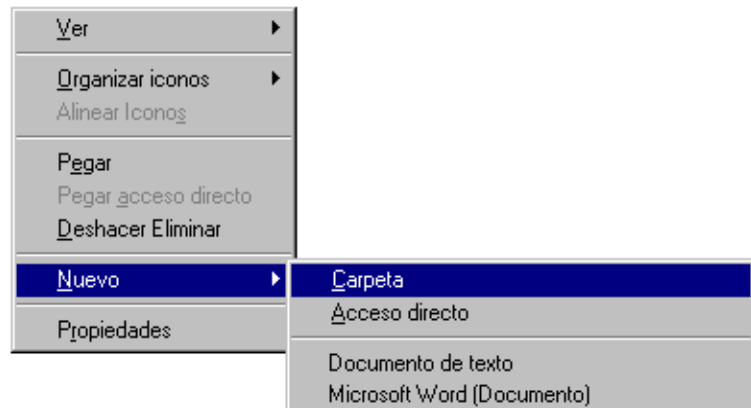 Ver
Organizar iconos
Alinear Iconos
Pegar
Pegar acceso directo
Deshacer Eliminar
Nuevo
Propiedades
Carpeta
Acceso directo
Documento de texto
Microsoft Word (Documento)